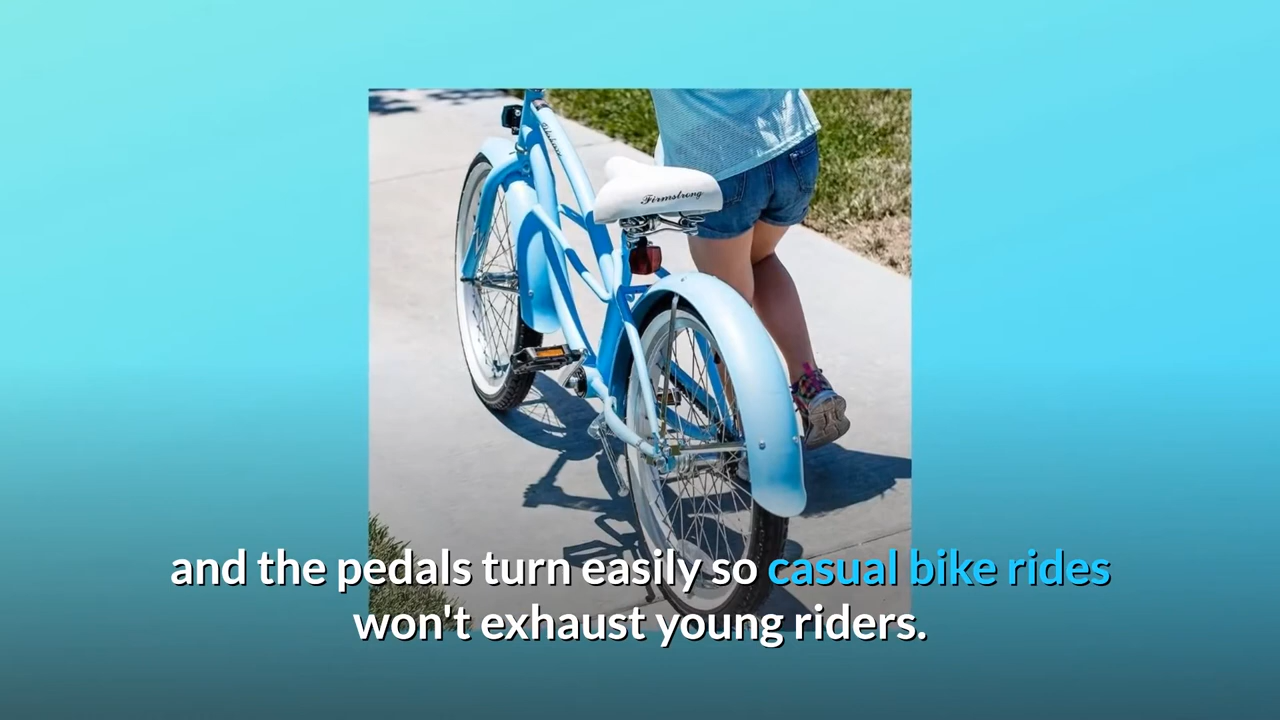 Firmstrong
and the pedals turn easily so casual bike rides
won't exhaust young riders.